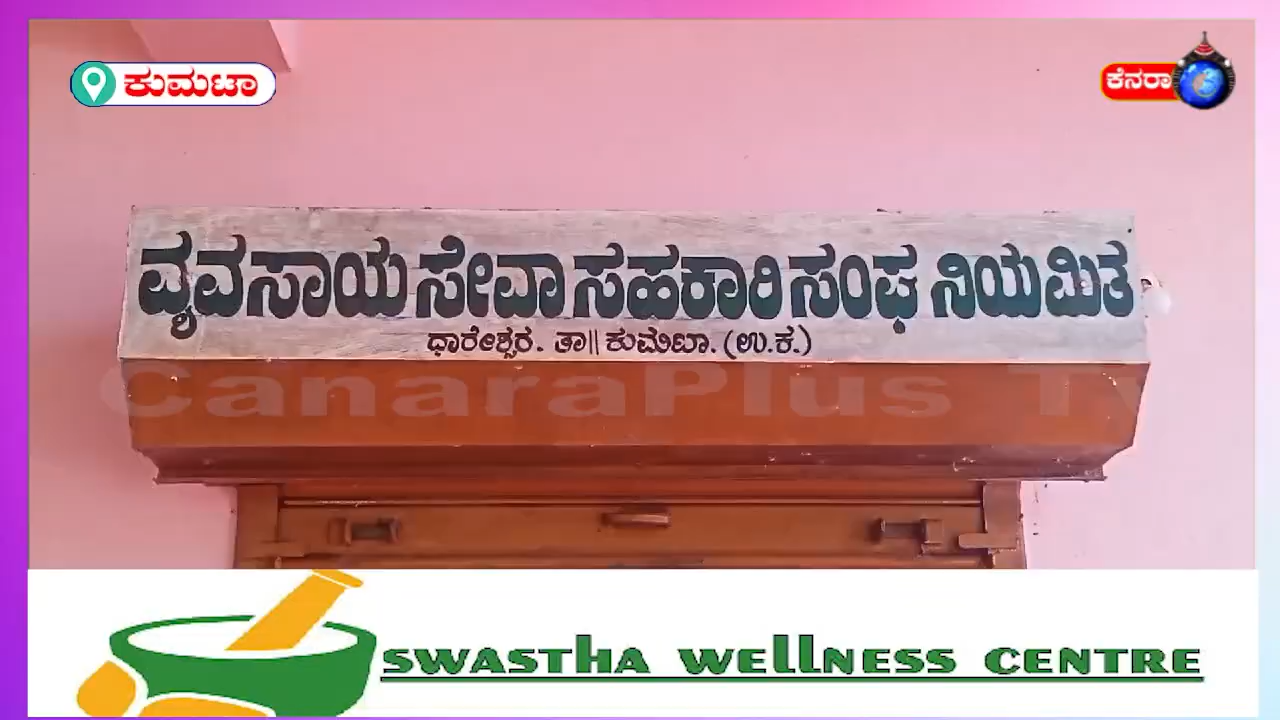 ಕುಮಟಾ
ಕೆನರಾ
ವ್ಯವಸಾಯ ಸೇವಾ ಸಹಕಾರಿ ಸಂಘ ನಿಯಮಿತ
ಧಾರೇಶ್ವರ. ತಾ|| ಕುಮಟಾ. (ಉ.ಕ.)
CanaraPlus Tv
SWASTHA WELLNESS CENTRE